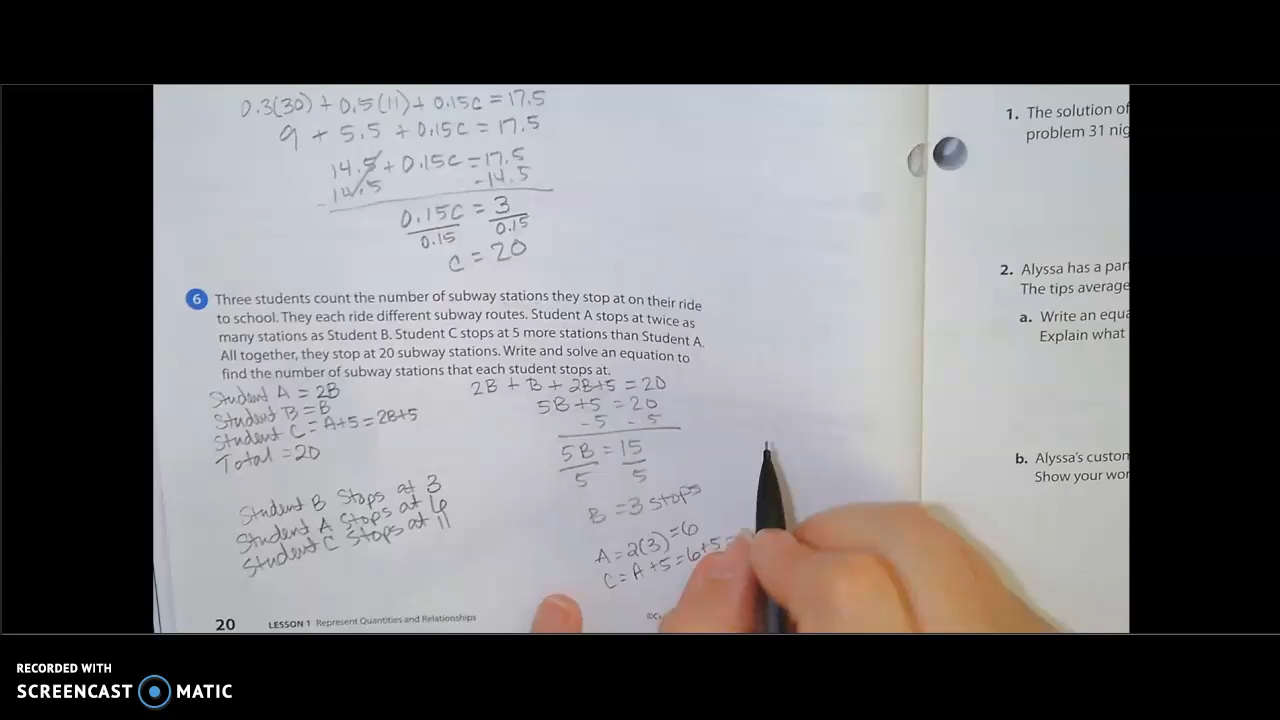 0.3(30) + 0.5(11) + 0.15c = 17.5
9 + 5.5 + 0.15c = 17.5
14.5 + 0.15c = 17.5
- 14.5 -14.5
0.15c = 3
0.15 0.15
c = 20
6 Three students count the number of subway stations they stop at on their ride
to school. They each ride different subway routes. Student A stops at twice as
many stations as Student B. Student C stops at 5 more stations than Student A.
All together, they stop at 20 subway stations. Write and solve an equation to
find the number of subway stations that each student stops at.
Student A = 2B
Student B = B
Student C = A+5 = 2B+5
Total = 20
Student B stops at 3
Student A stops at 6
Student C stops at 11
2B + B + 2B+5 = 20
5B+5 = 20
-5 -5
5B = 15
5 5
B = 3 stops
A = 2(3) = 6
C = A+5 = 6+5 =
20 LESSON 1 Represent Quantities and Relationships
1. The solution of
problem 31 nig
2. Alyssa has a par
The tips average
a. Write an equa
Explain what
b. Alyssa's custon
Show your wor
RECORDED WITH
SCREENCAST MATIC